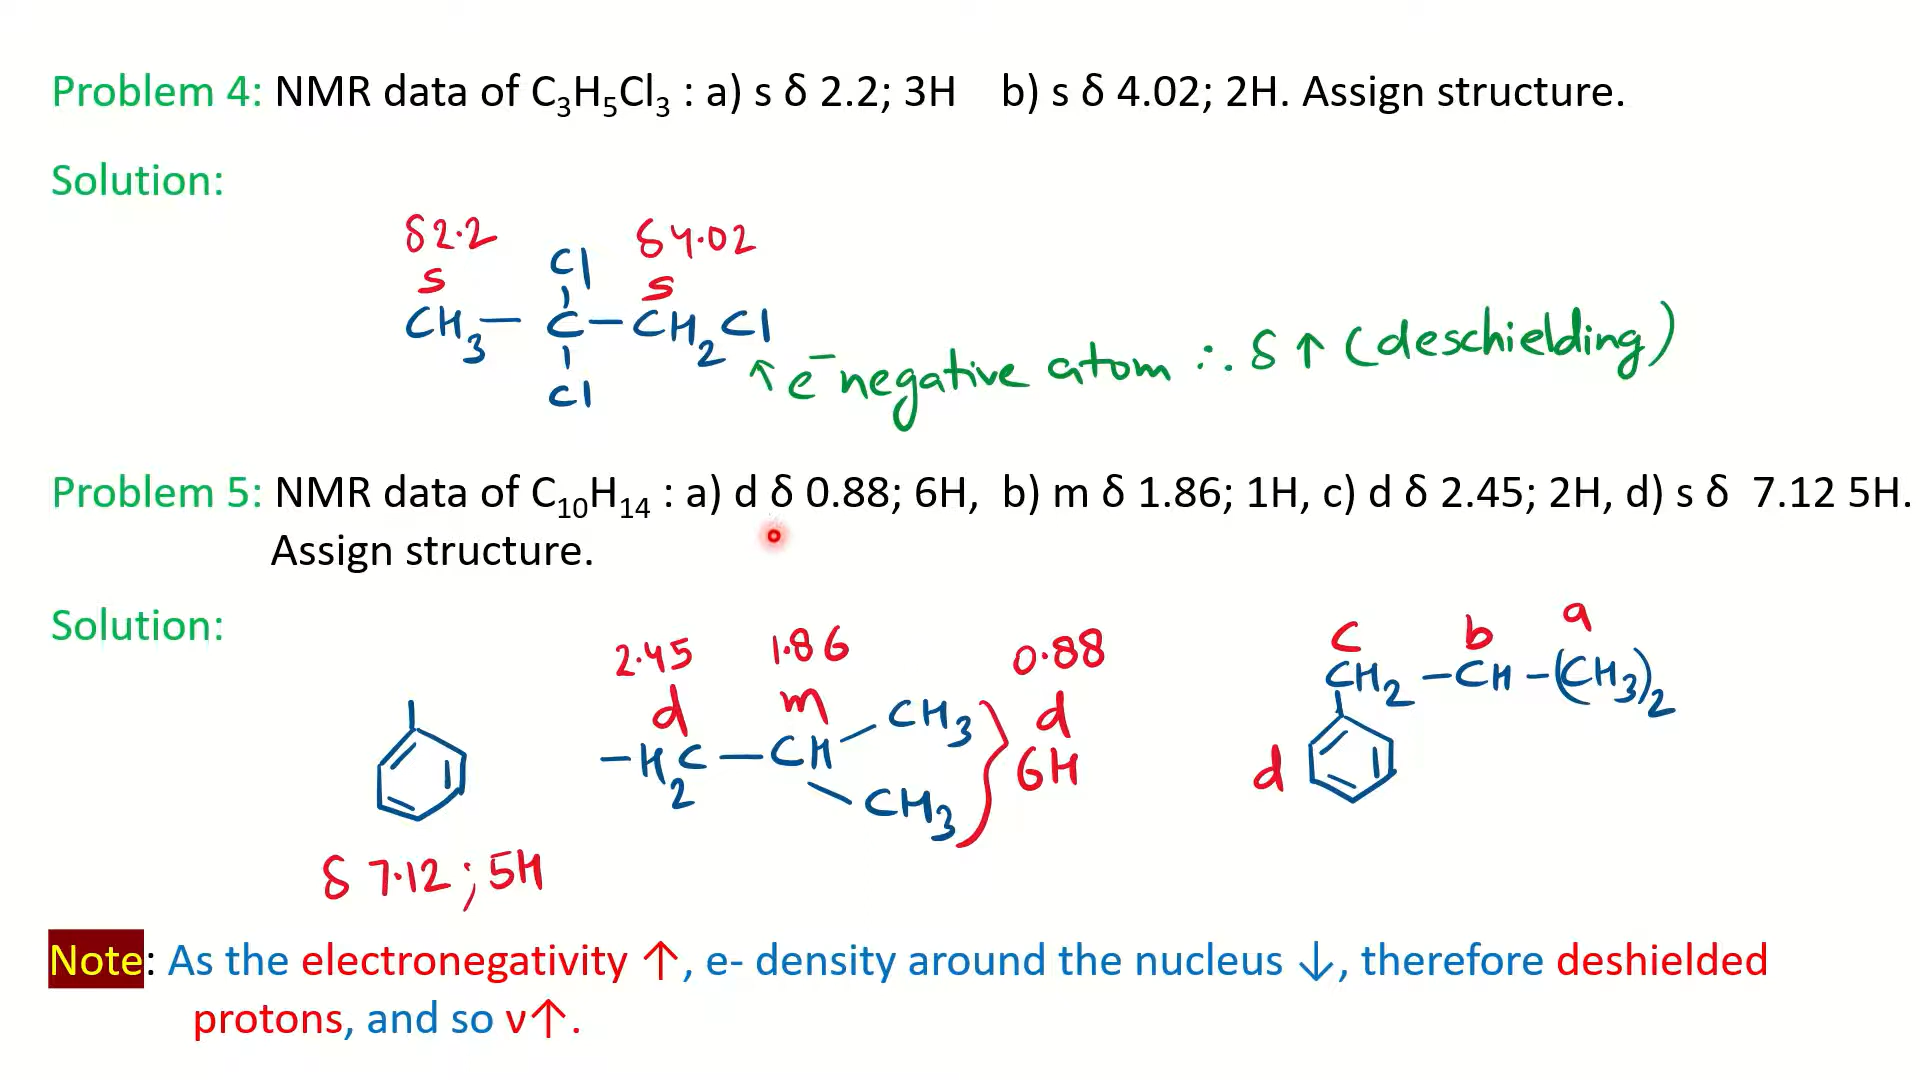 Problem 4: NMR data of C₃H₅Cl₃ : a) s δ 2.2; 3H b) s δ 4.02; 2H. Assign structure.
Solution:
δ2.2 δ4.02
s Cl s
CH₃ — C — CH₂Cl
Cl
↑ e⁻negative atom ∴ δ ↑ (deschielding)
Problem 5: NMR data of C₁₀H₁₄ : a) d δ 0.88; 6H, b) m δ 1.86; 1H, c) d δ 2.45; 2H, d) s δ 7.12 5H.
Assign structure.
Solution:
2.45 1.86 0.88
d m d
—H₂C — CH — CH₃
CH₃
6H
δ 7.12 ; 5H
c b a
CH₂ — CH — (CH₃)₂
d
Note: As the electronegativity ↑, e- density around the nucleus ↓, therefore deshielded
protons, and so ν↑.